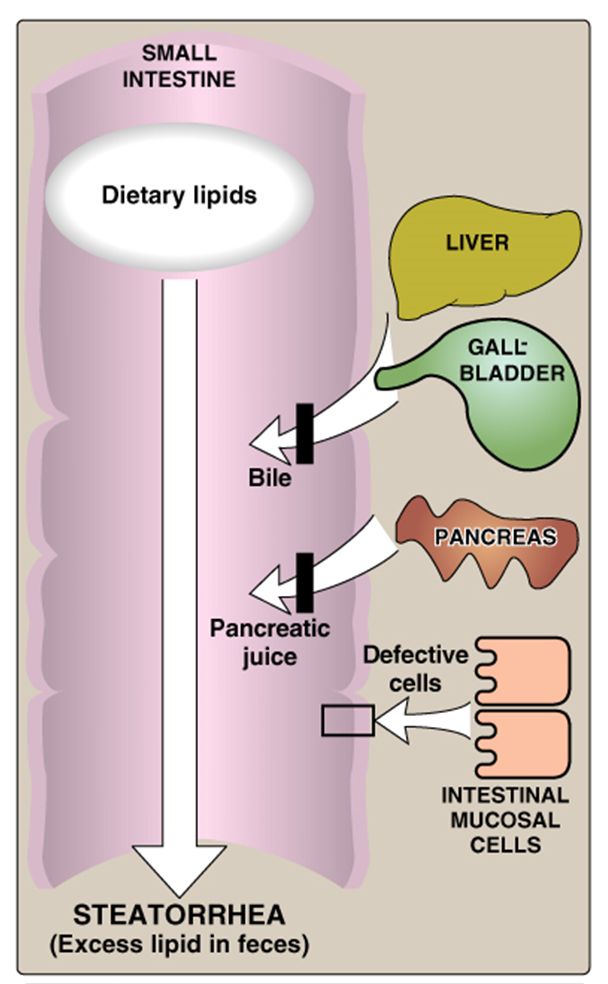 SMALL
INTESTINE
Dietary lipids
LIVER
GALL-
BLADDER
Bile
PANCREAS
Pancreatic
juice
Defective
cells
INTESTINAL
MUCOSAL
CELLS
STEATORRHEA
(Excess lipid in feces)